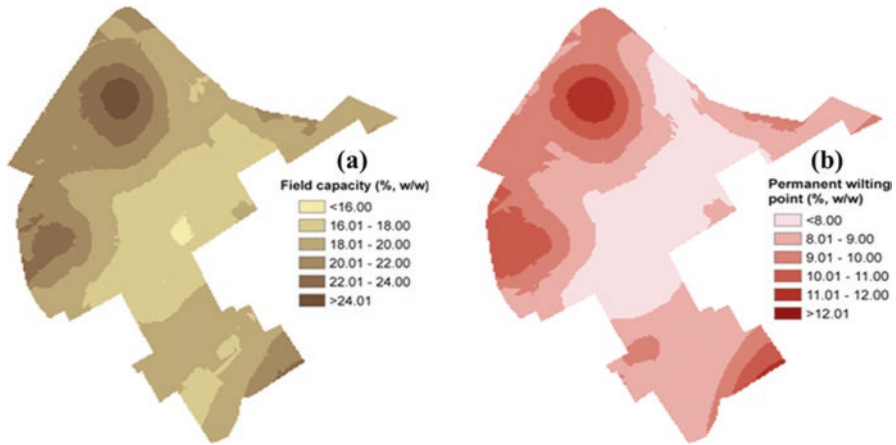 (a)
Field capacity (%, w/w)
<16.00
16.01 - 18.00
18.01 - 20.00
20.01 - 22.00
22.01 - 24.00
>24.01
(b)
Permanent wilting
point (%, w/w)
<8.00
8.01 - 9.00
9.01 - 10.00
10.01 - 11.00
11.01 - 12.00
>12.01